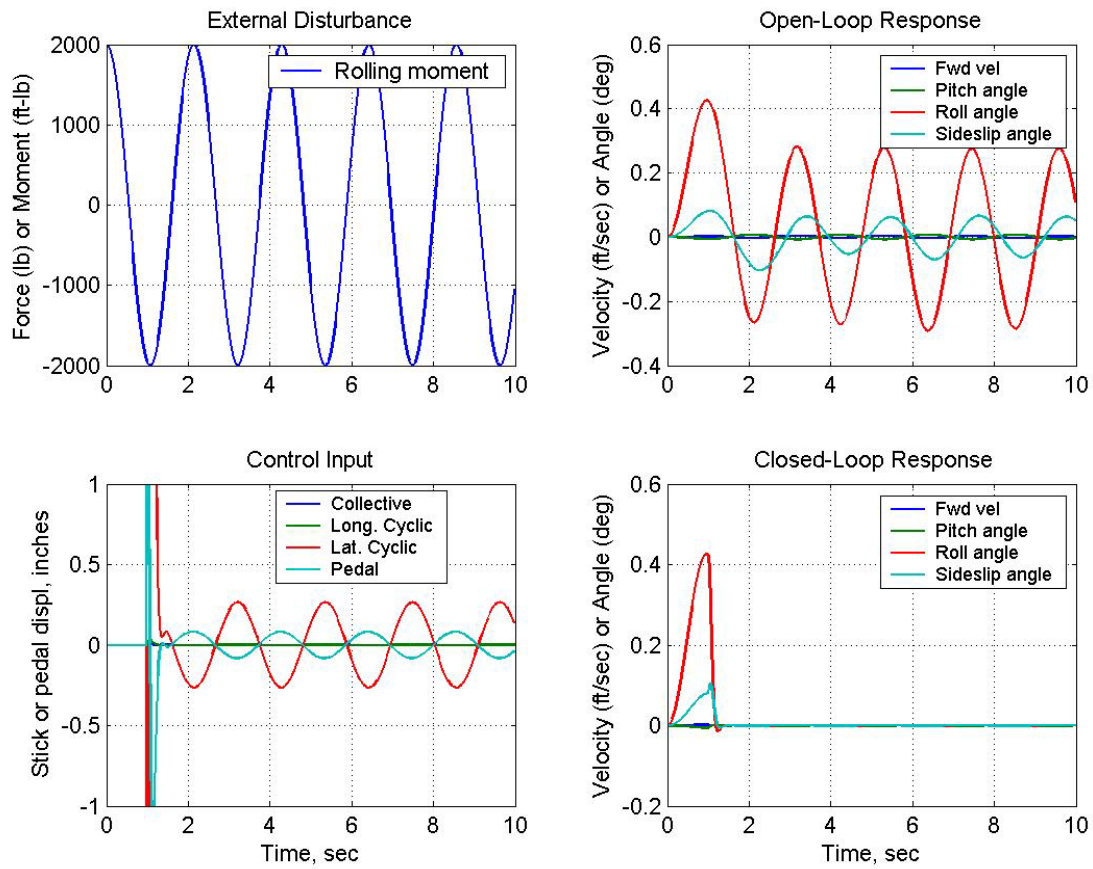 External Disturbance
Force (lb) or Moment (ft-lb)
2000
1000
0
-1000
-2000
0 2 4 6 8 10
Rolling moment
Open-Loop Response
Velocity (ft/sec) or Angle (deg)
0.6
0.4
0.2
0
-0.2
-0.4
0 2 4 6 8 10
Fwd vel
Pitch angle
Roll angle
Sideslip angle
Control Input
Stick or pedal displ, inches
1
0.5
0
-0.5
-1
0 2 4 6 8 10
Time, sec
Collective
Long. Cyclic
Lat. Cyclic
Pedal
Closed-Loop Response
Velocity (ft/sec) or Angle (deg)
0.6
0.4
0.2
0
-0.2
0 2 4 6 8 10
Time, sec
Fwd vel
Pitch angle
Roll angle
Sideslip angle